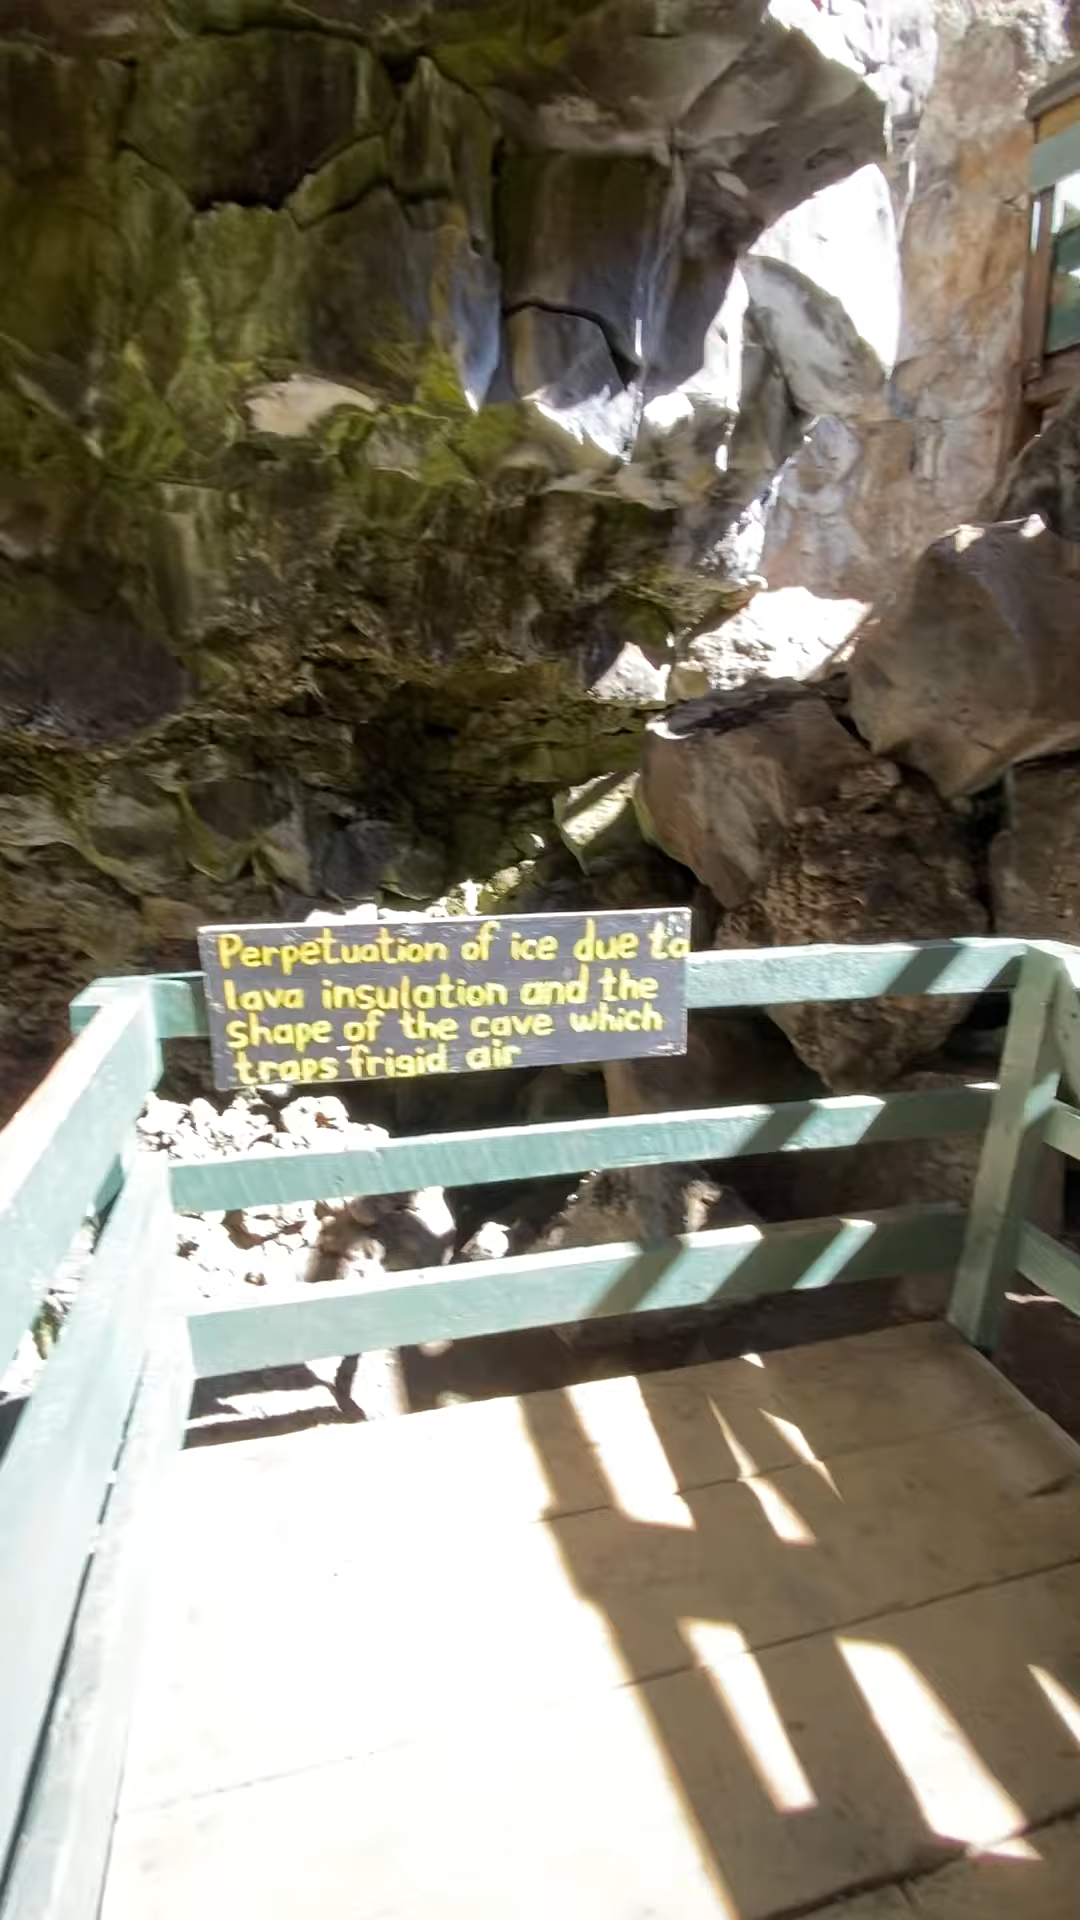 Perpetuation of ice due to
lava insulation and the
shape of the cave which
traps frigid air